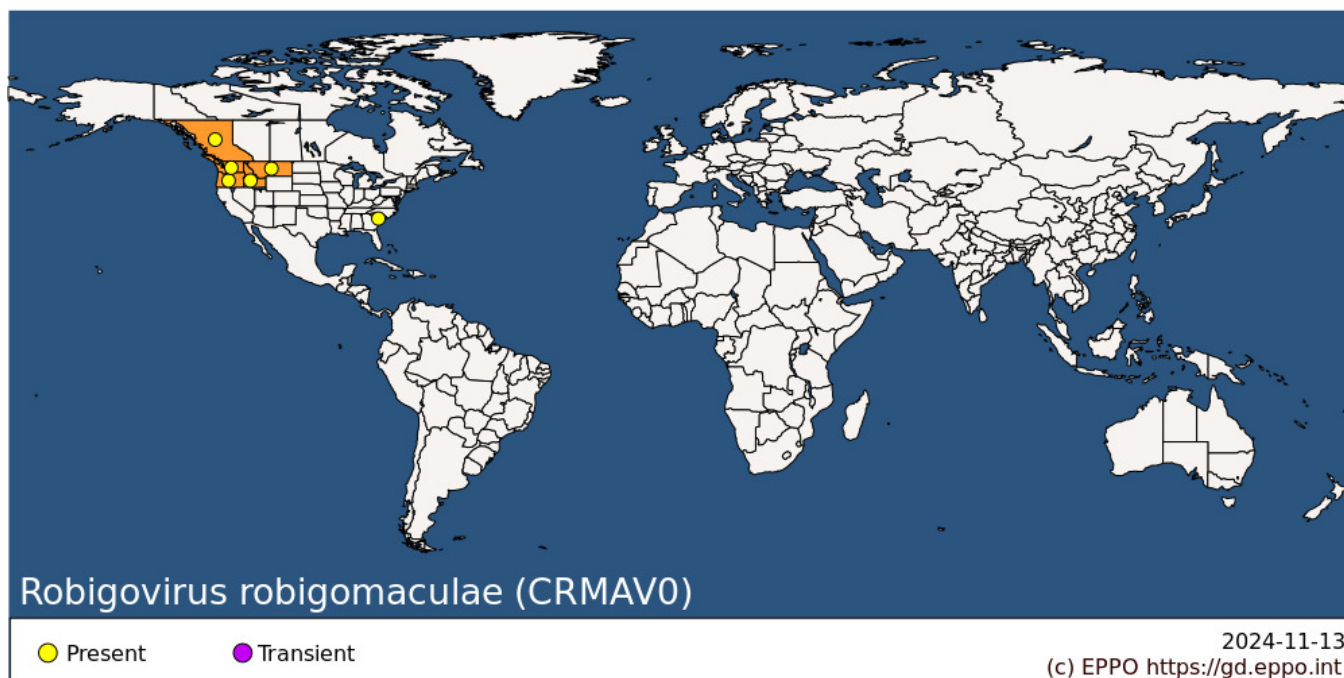 Robigovirus robigomaculae (CRMAV0)
Present
Transient
2024-11-13
(c) EPPO https://gd.eppo.int